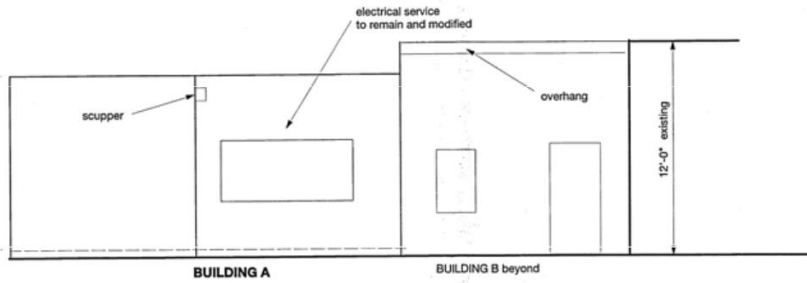 electrical service
to remain and modified
scupper
overhang
12'-0" existing
BUILDING A
BUILDING B beyond